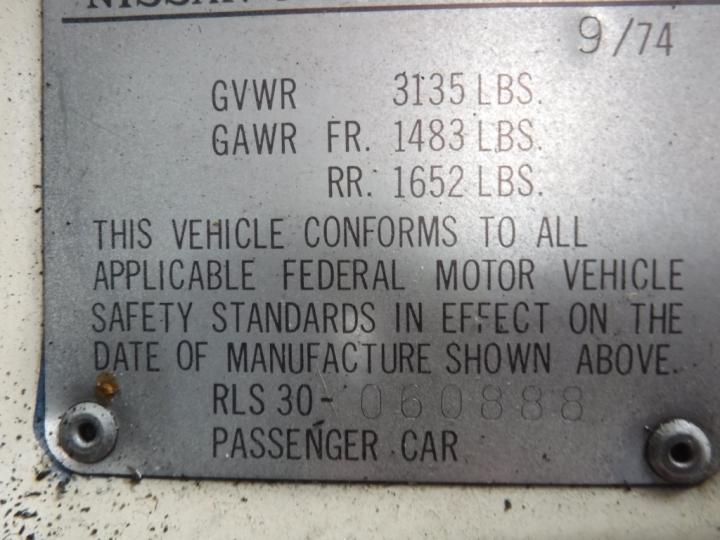 NISSAN
9/74
GVWR 3135 LBS.
GAWR FR. 1483 LBS.
RR. 1652 LBS.
THIS VEHICLE CONFORMS TO ALL
APPLICABLE FEDERAL MOTOR VEHICLE
SAFETY STANDARDS IN EFFECT ON THE
DATE OF MANUFACTURE SHOWN ABOVE.
RLS 30-060888
PASSENGER CAR